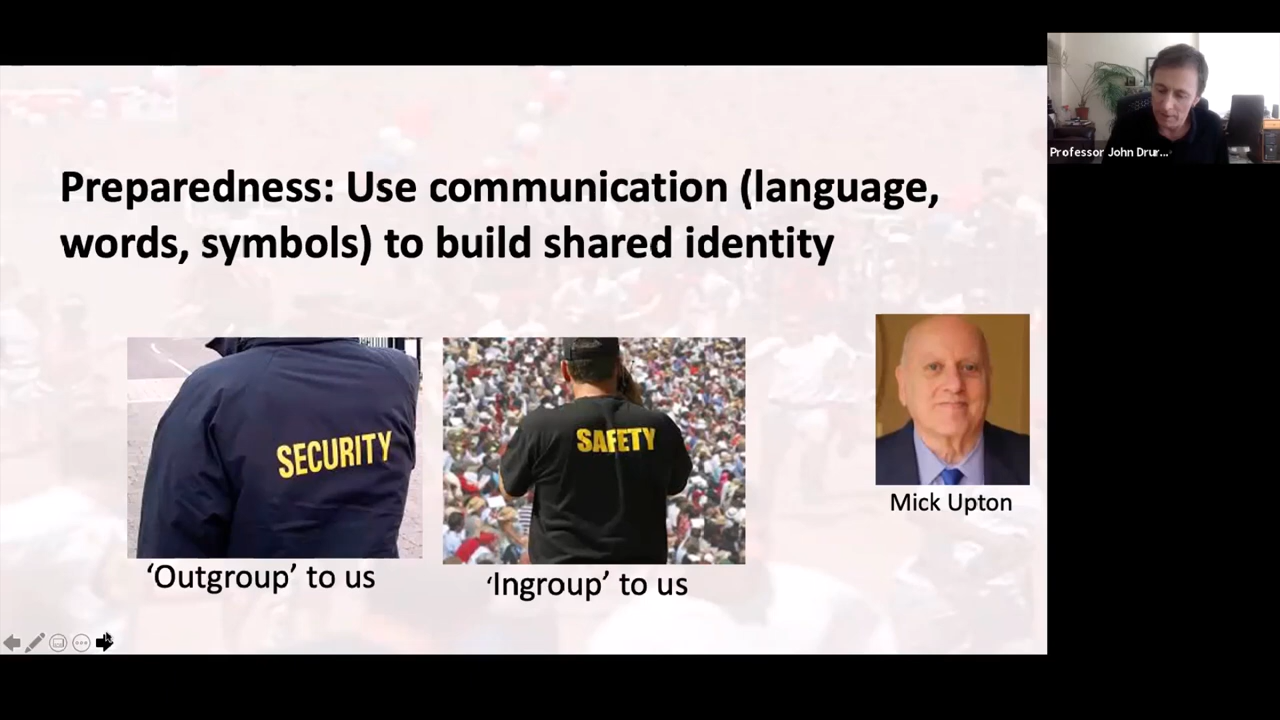 Preparedness: Use communication (language,
words, symbols) to build shared identity
SECURITY
SAFETY
'Outgroup' to us
'Ingroup' to us
Mick Upton
Professor John Drur...